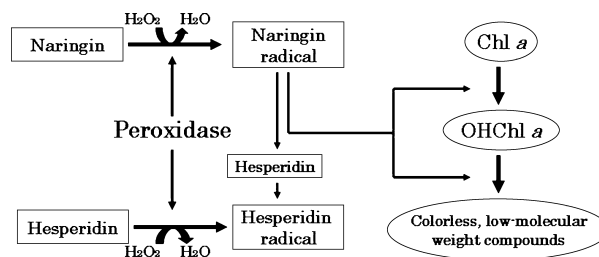 H₂O₂ H₂O
Naringin
Naringin
radical
Chl a
Peroxidase
OHChl a
Hesperidin
Hesperidin
Hesperidin
radical
H₂O₂ H₂O
Colorless, low-molecular
weight compounds